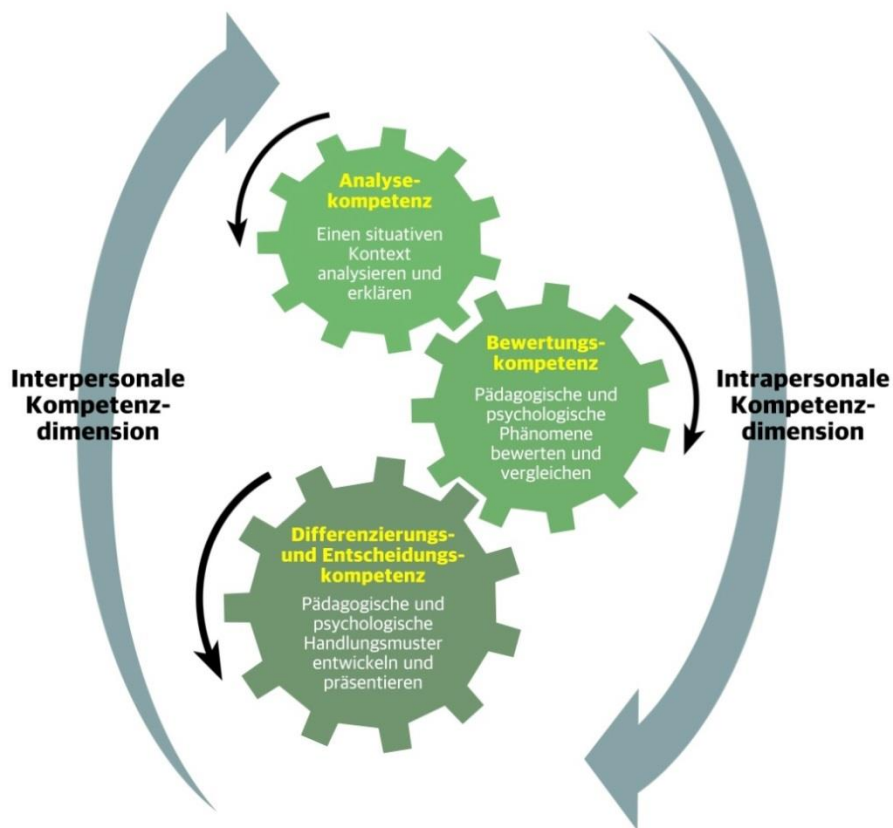 Analyse-
kompetenz
Einen situativen
Kontext
analysieren und
erklären
Bewertungs-
kompetenz
Pädagogische und
psychologische
Phänomene
bewerten und
vergleichen
Interpersonale
Kompetenz-
dimension
Intrapersonale
Kompetenz-
dimension
Differenzierungs-
und Entscheidungs-
kompetenz
Pädagogische und
psychologische
Handlungsmuster
entwickeln und
präsentieren